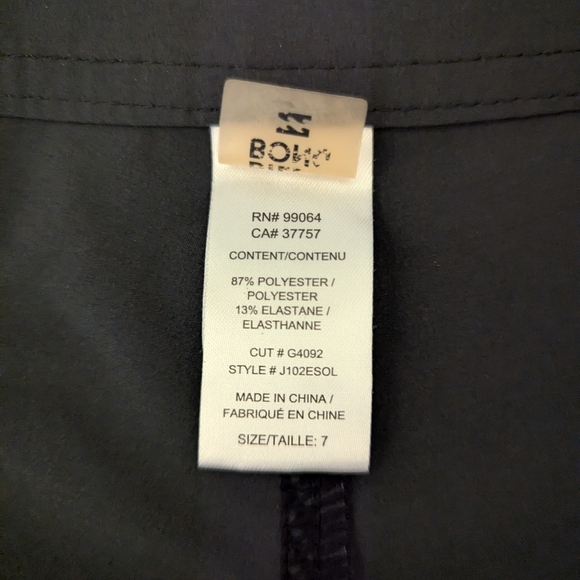 BOHO
RN# 99064
CA# 37757
CONTENT/CONTENU
87% POLYESTER /
POLYESTER
13% ELASTANE /
ELASTHANNE
CUT # G4092
STYLE # J102ESOL
MADE IN CHINA /
FABRIQUÉ EN CHINE
SIZE/TAILLE: 7